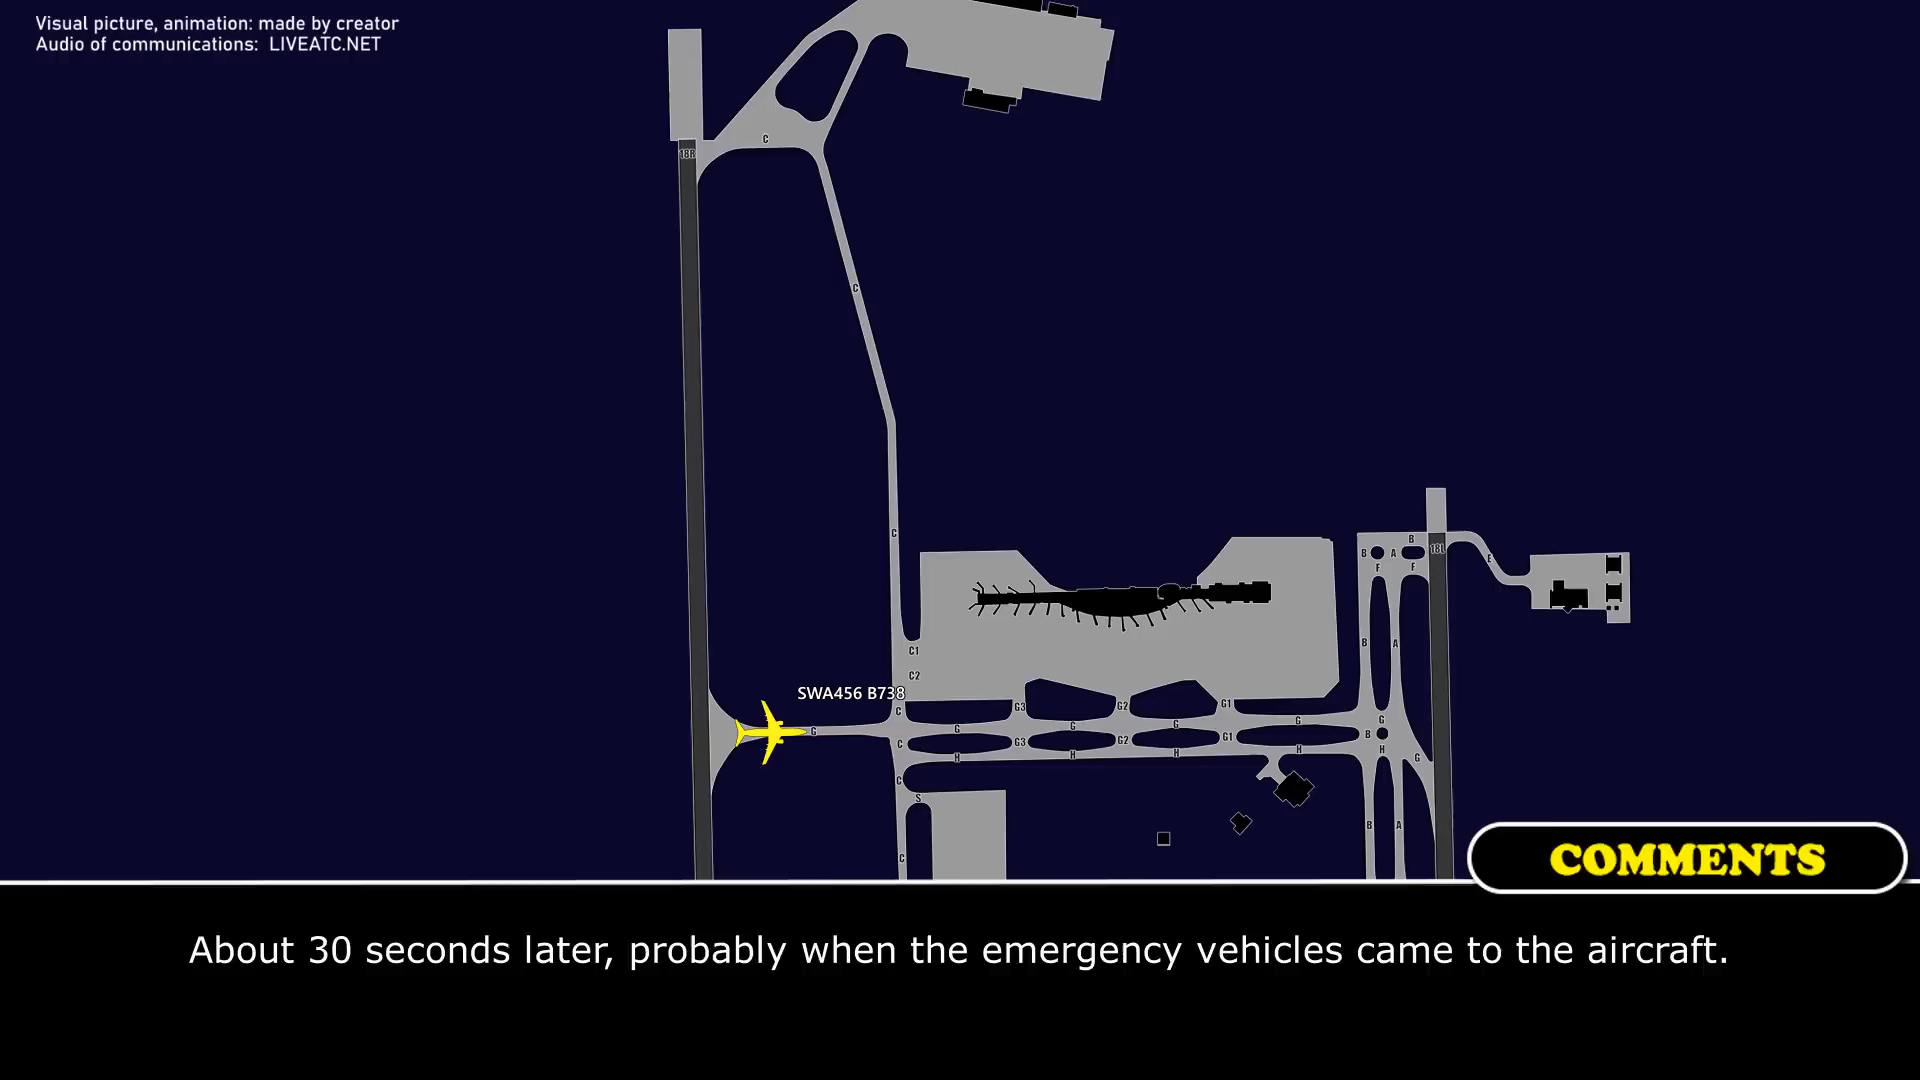 Visual picture, animation: made by creator
Audio of communications: LIVEATC.NET
C
18R
C
C
B
18L
B A
F F
E
B A
C1
C2
SWA456 B738
C G3 G2 G1
G G G G G G
C G3 G2 G1 B
H H H H H G
C
S
B A
C
COMMENTS
About 30 seconds later, probably when the emergency vehicles came to the aircraft.